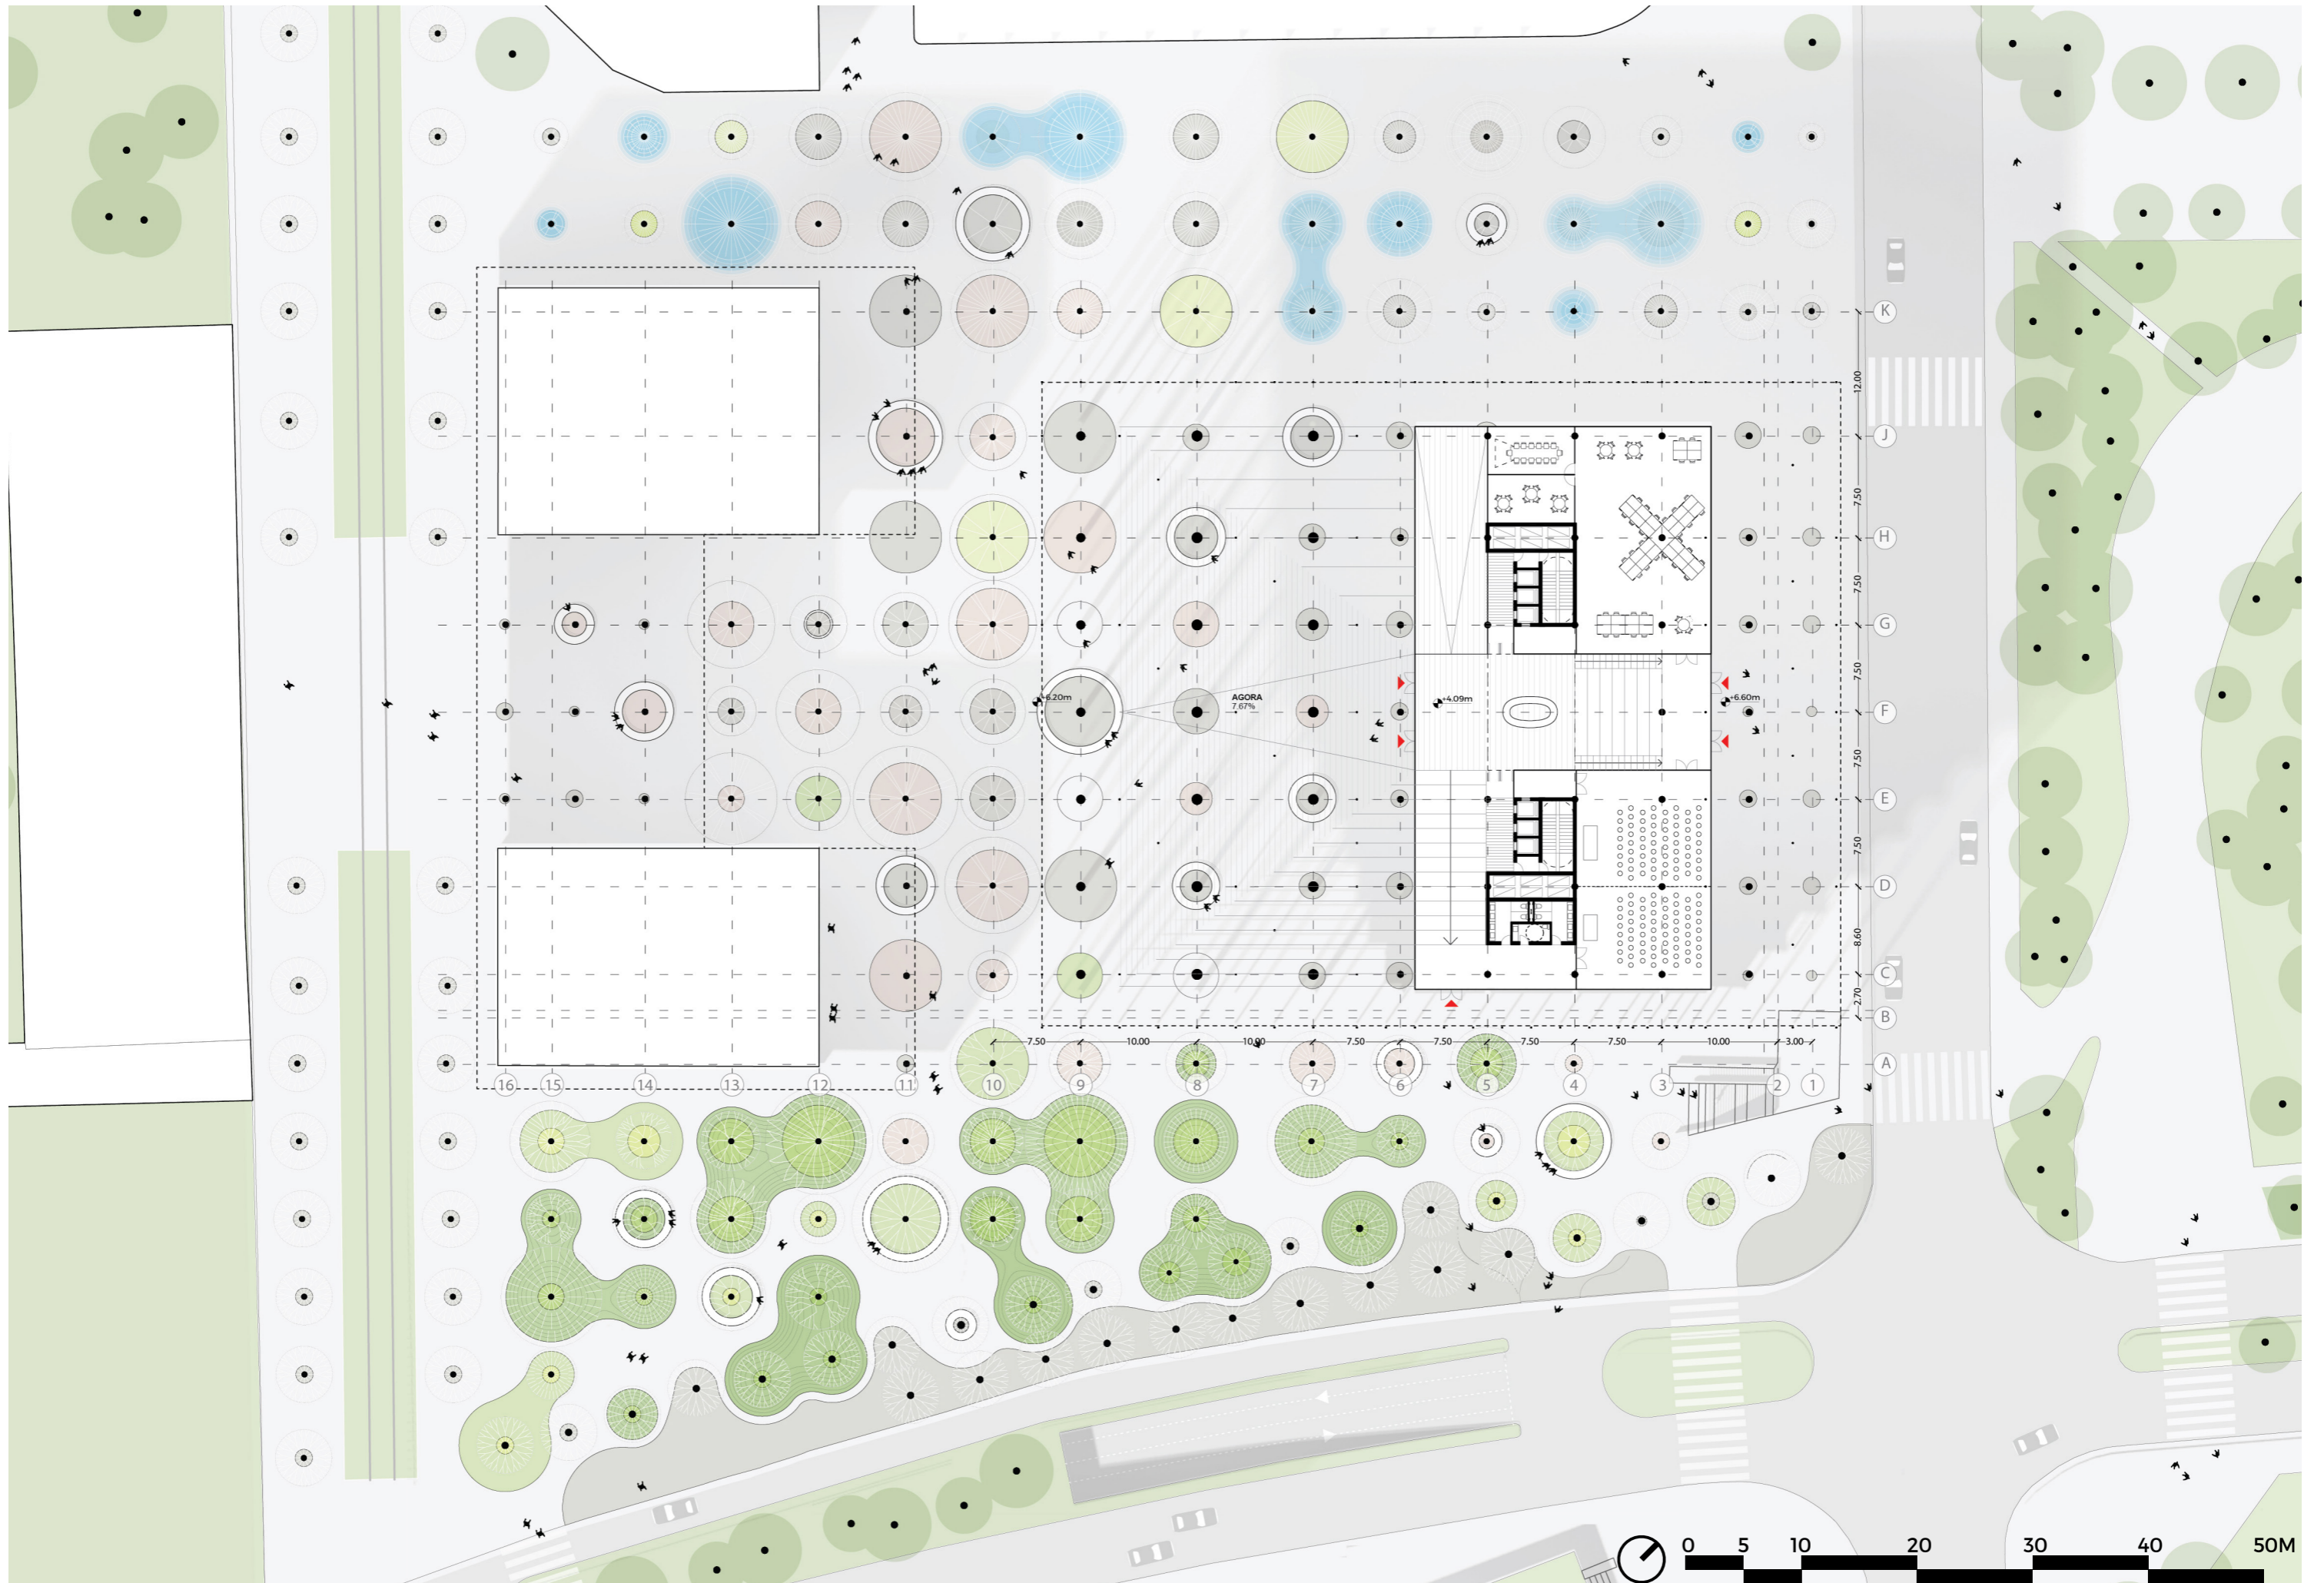 K
12.00
J
7.50
H
7.50
G
7.50
+6.20m
AGORA
7.67%
+4.09m
+6.60m
F
7.50
E
7.50
D
8.60
C
2.70
B
7.50 10.00 10.00 7.50 7.50 7.50 7.50 10.00 3.00
A
16 15 14 13 12 11 10 9 8 7 6 5 4 3 2 1
0 5 10 20 30 40 50M